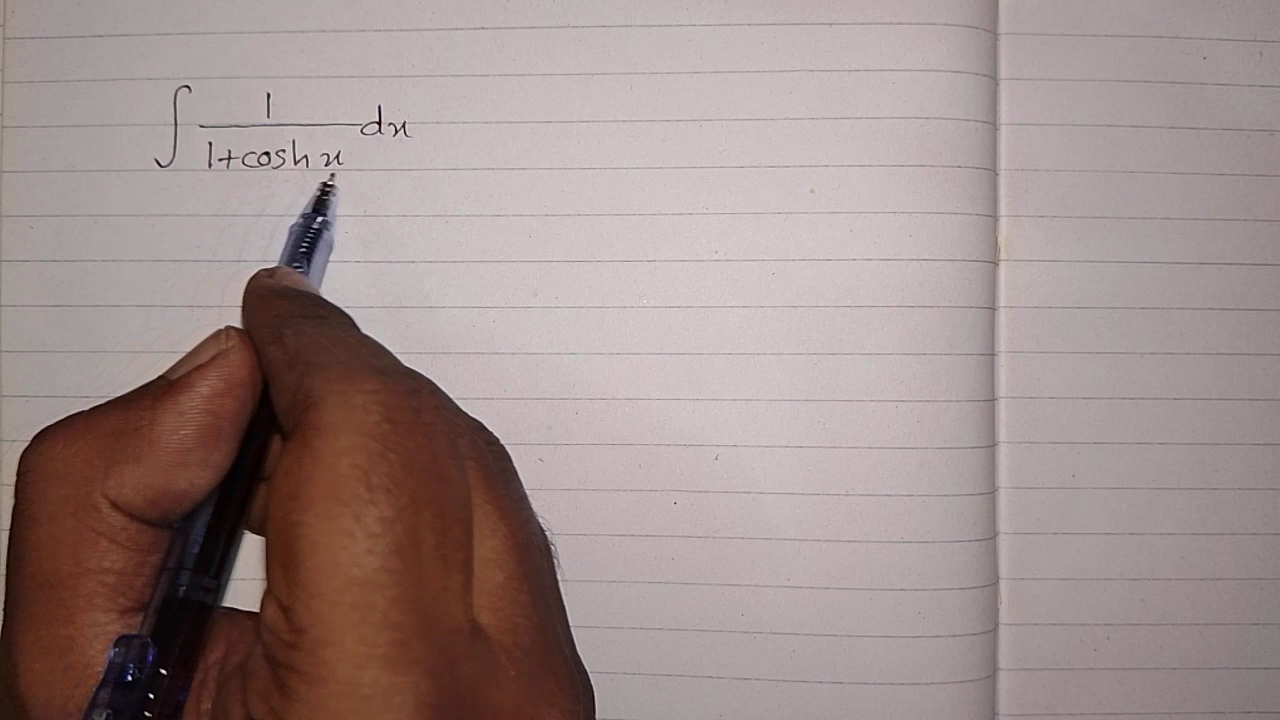 ∫ 1/(1+cosh x) dx